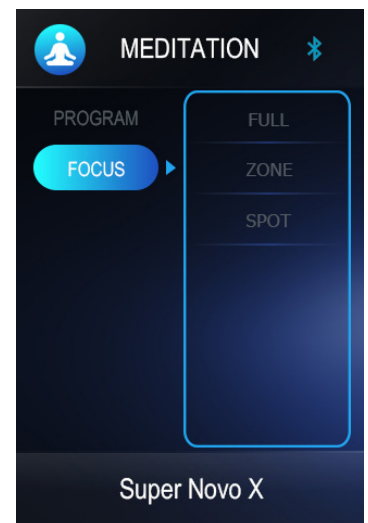 MEDITATION
PROGRAM
FOCUS
FULL
ZONE
SPOT
Super Novo X